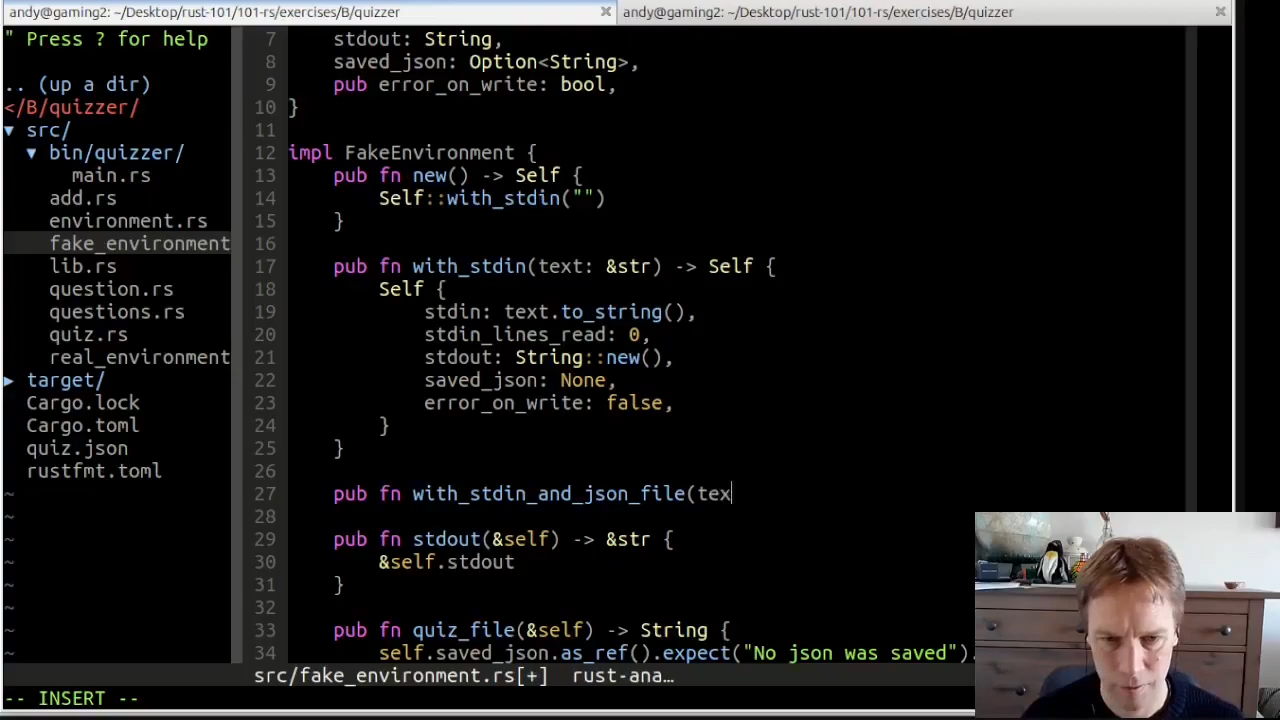 andy@gaming2: ~/Desktop/rust-101/101-rs/exercises/B/quizzer
andy@gaming2: ~/Desktop/rust-101/101-rs/exercises/B/quizzer
" Press ? for help
.. (up a dir)
</B/quizzer/
▼ src/
▼ bin/quizzer/
main.rs
add.rs
environment.rs
fake_environment
lib.rs
question.rs
questions.rs
quiz.rs
real_environment
▶ target/
Cargo.lock
Cargo.toml
quiz.json
rustfmt.toml
~
~
~
~
~
~
~
~
7 stdout: String,
8 saved_json: Option<String>,
9 pub error_on_write: bool,
10 }
11
12 impl FakeEnvironment {
13 pub fn new() -> Self {
14 Self::with_stdin("")
15 }
16
17 pub fn with_stdin(text: &str) -> Self {
18 Self {
19 stdin: text.to_string(),
20 stdin_lines_read: 0,
21 stdout: String::new(),
22 saved_json: None,
23 error_on_write: false,
24 }
25 }
26
27 pub fn with_stdin_and_json_file(tex
28
29 pub fn stdout(&self) -> &str {
30 &self.stdout
31 }
32
33 pub fn quiz_file(&self) -> String {
34 self.saved_json.as_ref().expect("No json was saved").
src/fake_environment.rs[+] rust-ana…
-- INSERT --